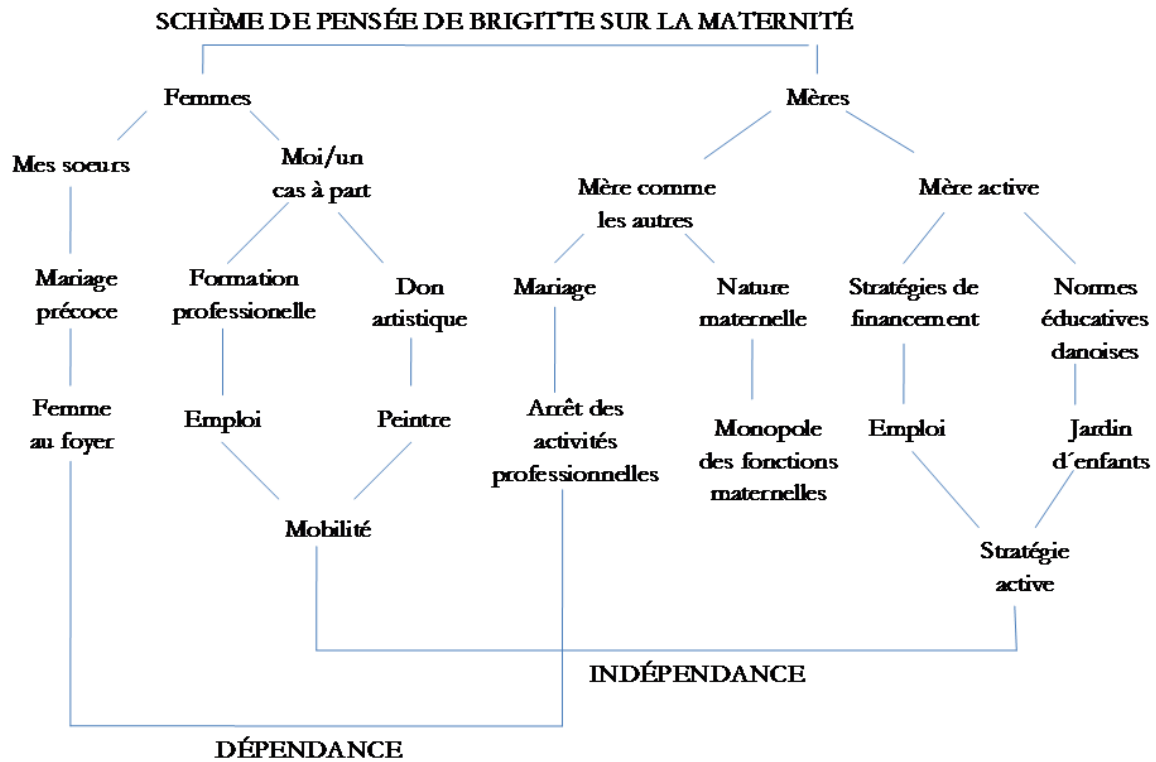 SCHÈME DE PENSÉE DE BRIGITTE SUR LA MATERNITÉ
Femmes
Mères
Mes soeurs
Moi/un
cas à part
Mère comme
les autres
Mère active
Mariage
précoce
Formation
professionelle
Don
artistique
Mariage
Nature
maternelle
Stratégies de
financement
Normes
éducatives
danoises
Femme
au foyer
Emploi
Peintre
Arrêt des
activités
professionnelles
Monopole
des fonctions
maternelles
Emploi
Jardin
d´enfants
Mobilité
Stratégie
active
INDÉPENDANCE
DÉPENDANCE